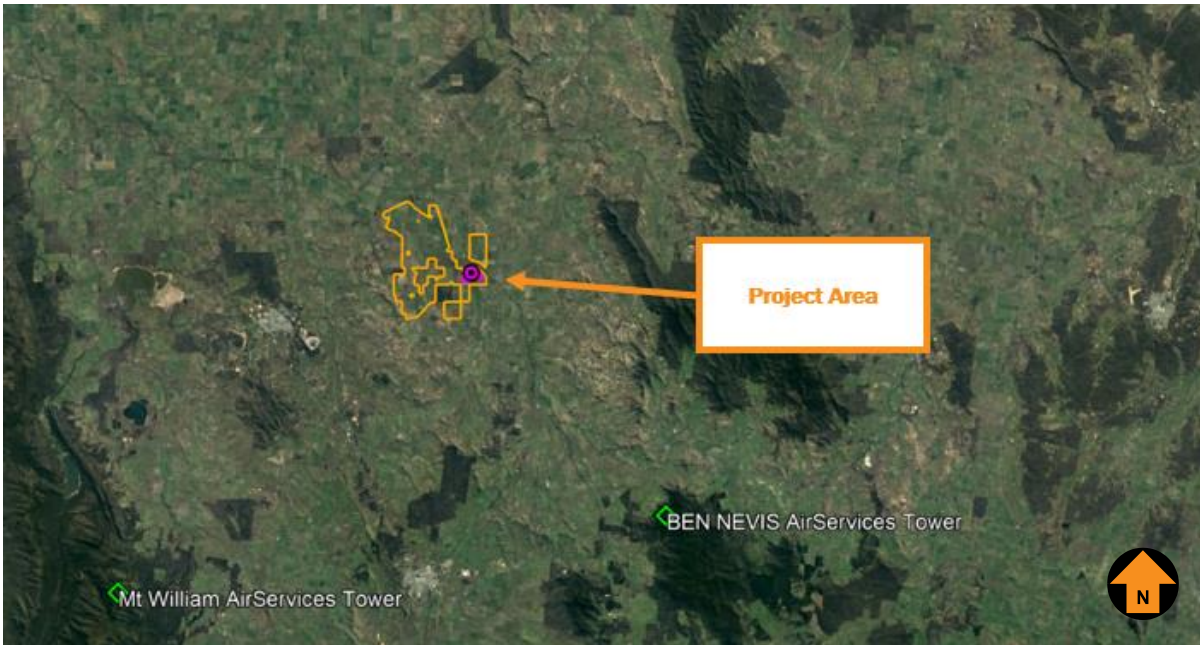 Project Area
BEN NEVIS AirServices Tower
Mt William AirServices Tower
N